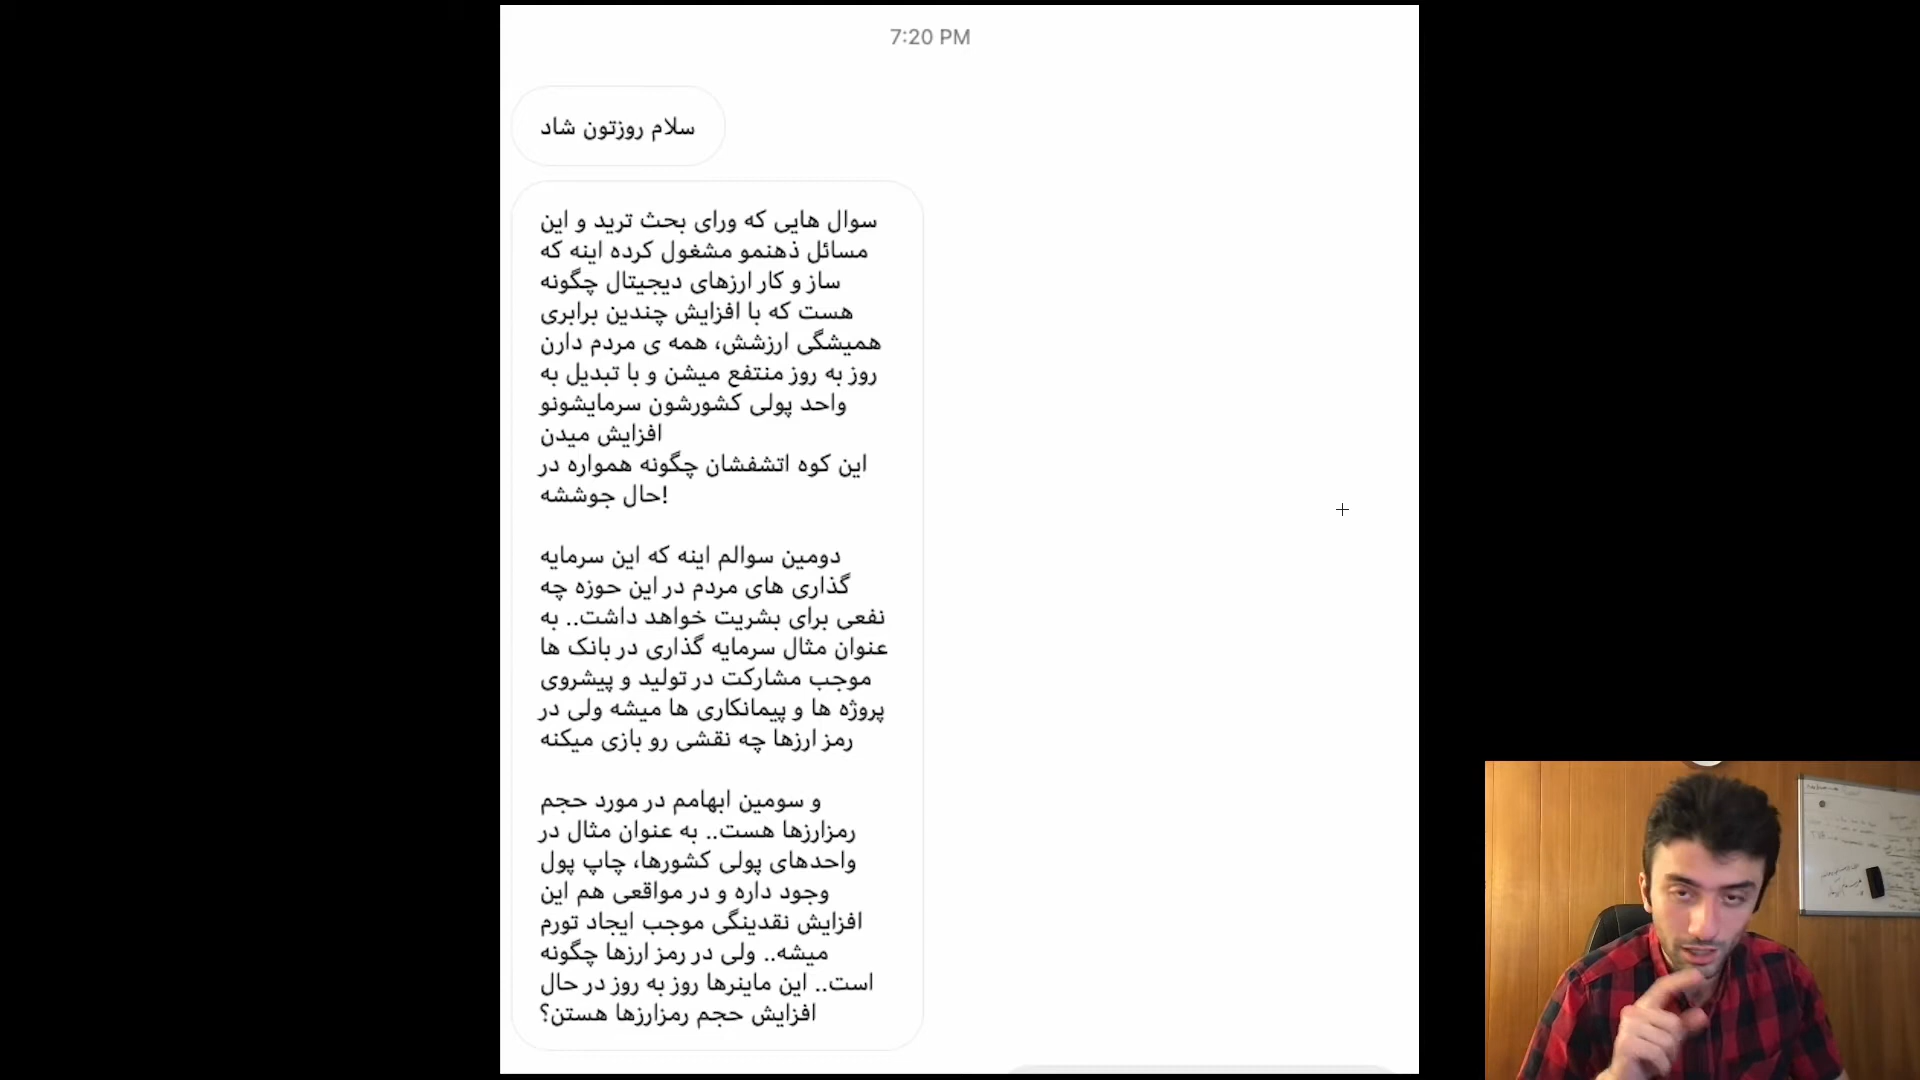 7:20 PM
سلام روزتون شاد
سوال هایی که ورای بحث ترید و این
مسائل ذهنمو مشغول کرده اینه که
ساز و کار ارزهای دیجیتال چگونه
هست که با افزایش چندین برابری
همیشگی ارزشش، همه ی مردم دارن
روز به روز منتفع میشن و با تبدیل به
واحد پولی کشورشون سرمایشونو
افزایش میدن
این کوه اتشفشان چگونه همواره در
حال جوششه!
دومین سوالم اینه که این سرمایه
گذاری های مردم در این حوزه چه
نفعی برای بشریت خواهد داشت.. به
عنوان مثال سرمایه گذاری در بانک ها
موجب مشارکت در تولید و پیشروی
پروژه ها و پیمانکاری ها میشه ولی در
رمز ارزها چه نقشی رو بازی میکنه
و سومین ابهامم در مورد حجم
رمزارزها هست.. به عنوان مثال در
واحدهای پولی کشورها، چاپ پول
وجود داره و در مواقعی هم این
افزایش نقدینگی موجب ایجاد تورم
میشه.. ولی در رمز ارزها چگونه
است.. این ماینرها روز به روز در حال
افزایش حجم رمزارزها هستن؟